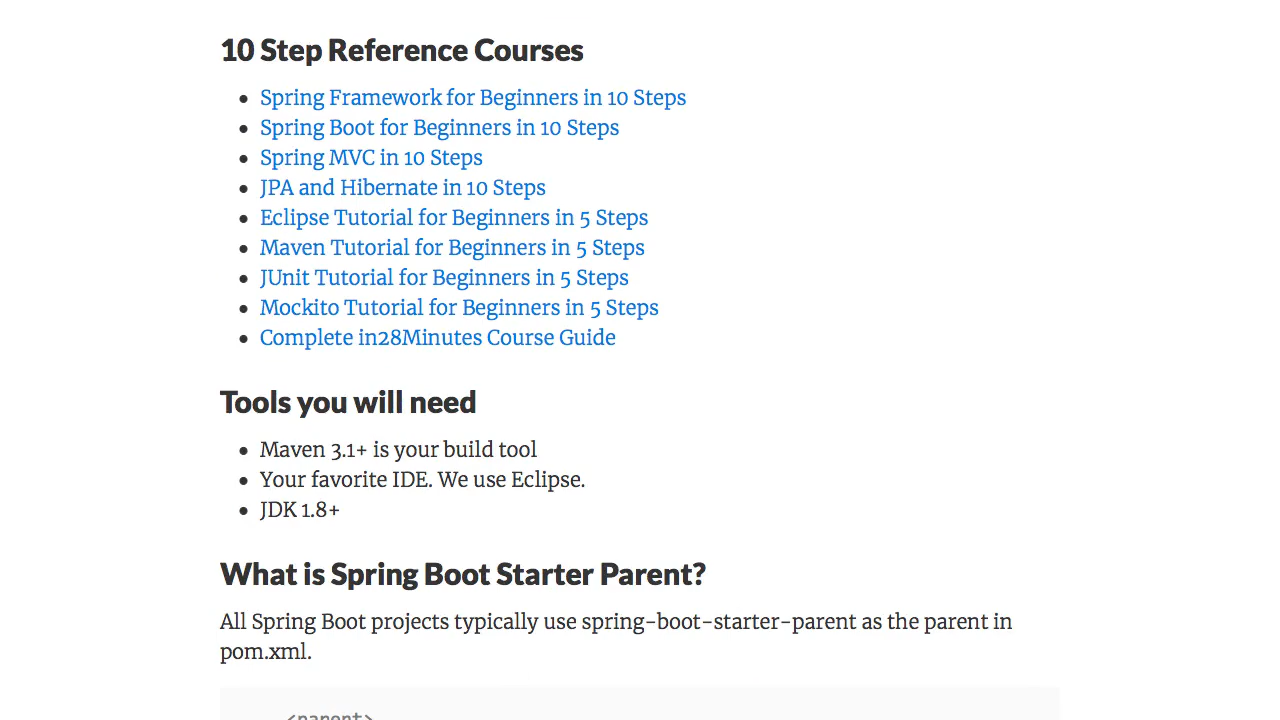 10 Step Reference Courses
Spring Framework for Beginners in 10 Steps
Spring Boot for Beginners in 10 Steps
Spring MVC in 10 Steps
JPA and Hibernate in 10 Steps
Eclipse Tutorial for Beginners in 5 Steps
Maven Tutorial for Beginners in 5 Steps
JUnit Tutorial for Beginners in 5 Steps
Mockito Tutorial for Beginners in 5 Steps
Complete in28Minutes Course Guide
Tools you will need
Maven 3.1+ is your build tool
Your favorite IDE. We use Eclipse.
JDK 1.8+
What is Spring Boot Starter Parent?
All Spring Boot projects typically use spring-boot-starter-parent as the parent in
pom.xml.
<parent>